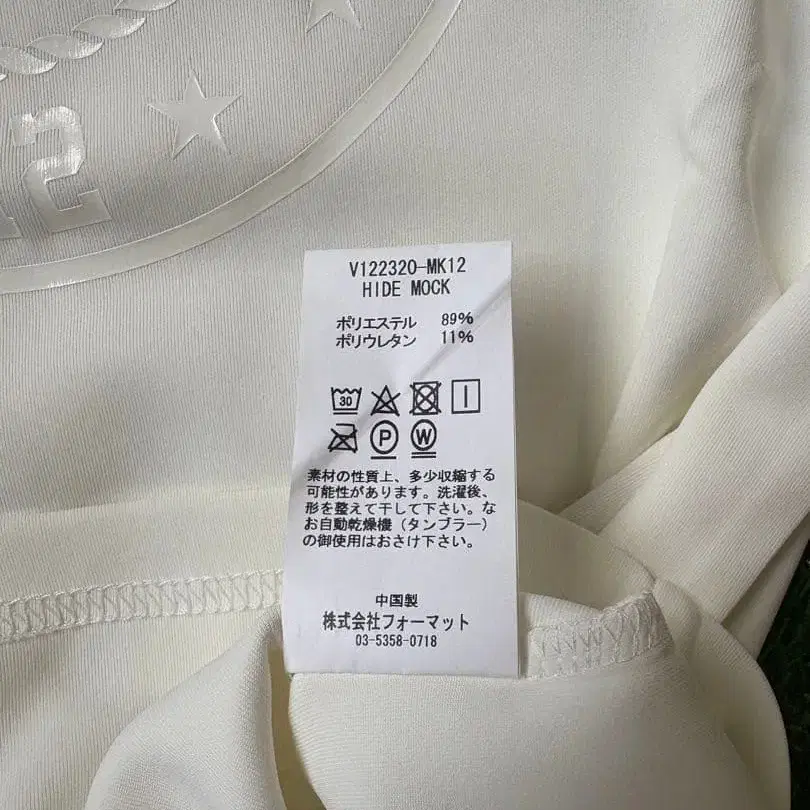 12
V122320-MK12
HIDE MOCK
ポリエステル 89%
ポリウレタン 11%
30
P W
素材の性質上、多少収縮する
可能性があります。洗濯後、
形を整えて干して下さい。な
お自動乾燥機(タンブラー)
の御使用はおさけ下さい。
中国製
株式会社フォーマット
03-5358-0718